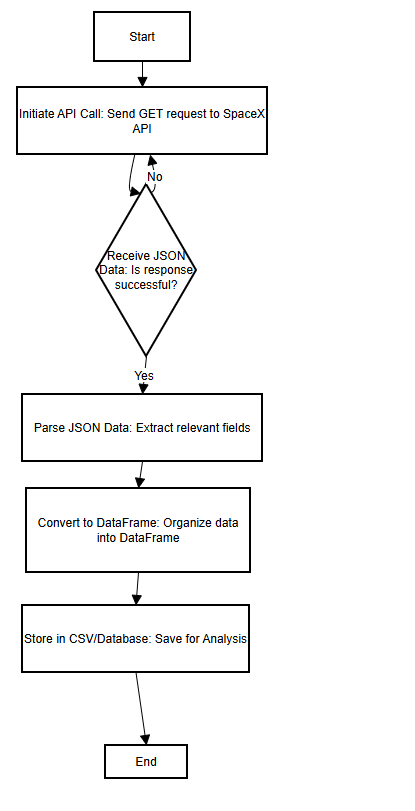 Start
Initiate API Call: Send GET request to SpaceX
API
No
Receive JSON
Data: Is response
successful?
Yes
Parse JSON Data: Extract relevant fields
Convert to DataFrame: Organize data
into DataFrame
Store in CSV/Database: Save for Analysis
End